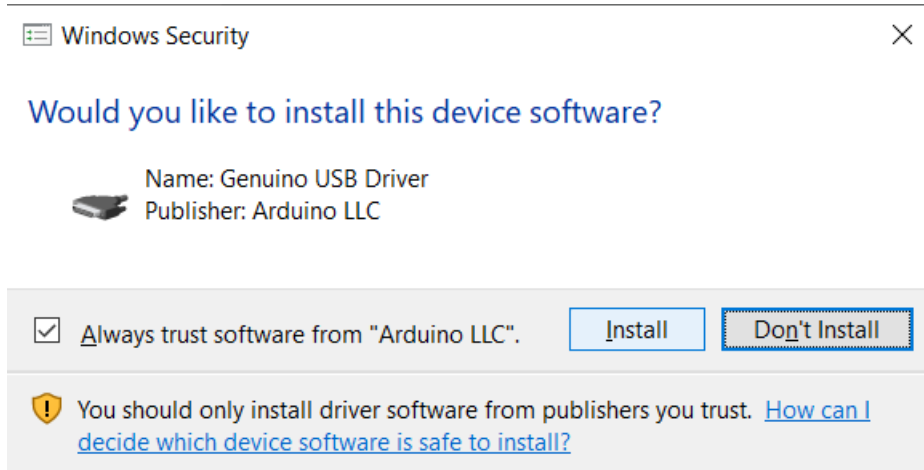 Windows Security
Would you like to install this device software?
Name: Genuino USB Driver
Publisher: Arduino LLC
Always trust software from "Arduino LLC".
Install
Don't Install
You should only install driver software from publishers you trust. How can I
decide which device software is safe to install?